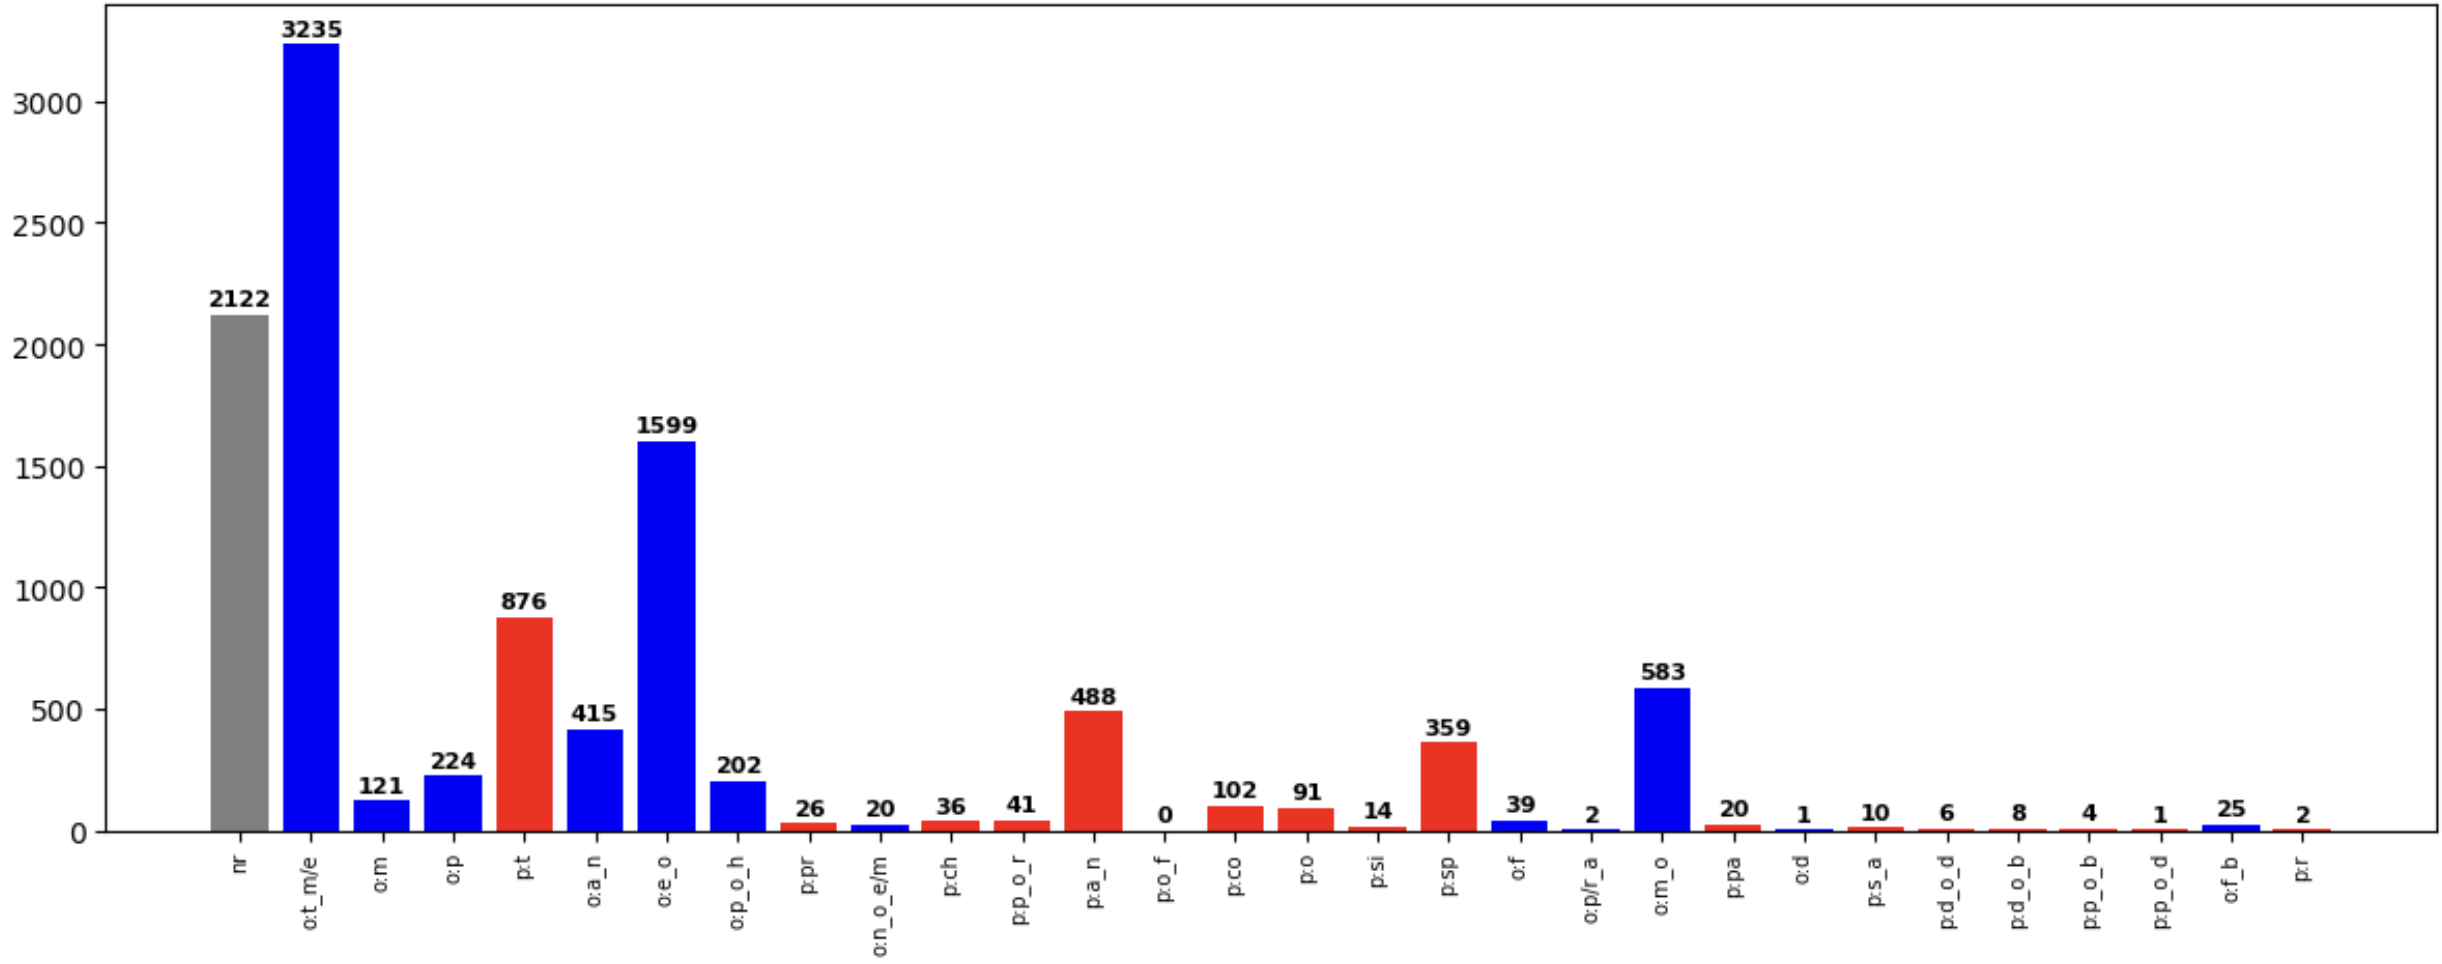 3235
3000
2500
2122
2000
1599
1500
1000
876
583
500
488
415
359
224
202
121
102
91
41
39
36
26
25
20
20
14
10
8
6
4
2
2
1
1
0
0
nr
o:t_m/e
o:m
o:p
p:t
o:a_n
o:e_o
o:p_o_h
p:pr
o:n_o_e/m
p:ch
p:p_o_r
p:a_n
p:o_f
p:co
p:o
p:si
p:sp
o:f
o:p/r_a
o:m_o
p:pa
o:d
p:s_a
p:d_o_d
p:d_o_b
p:p_o_b
p:p_o_d
o:f_b
p:r